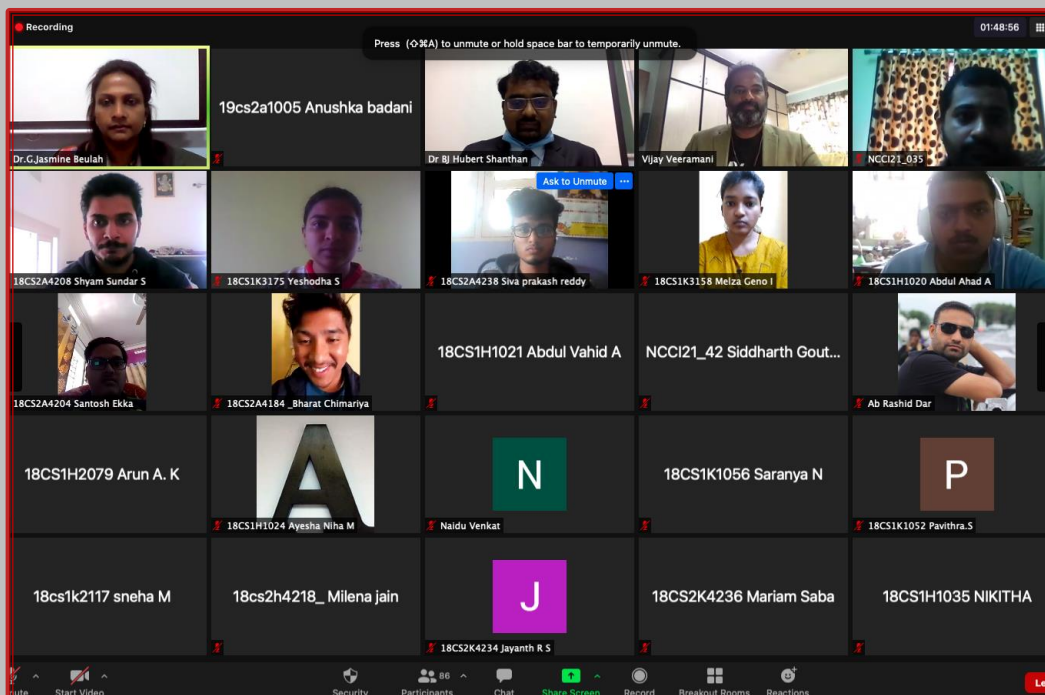 Recording
01:48:56
Press (⇧⌘A) to unmute or hold space bar to temporarily unmute.
Dr.G.Jasmine Beulah
19cs2a1005 Anushka badani
Dr BJ Hubert Shanthan
Vijay Veeramani
NCCI21_035
Ask to Unmute ...
18CS2A4208 Shyam Sundar S
18CS1K3175 Yeshodha S
18CS2A4238 Siva prakash reddy
18CS1K3158 Melza Geno I
18CS1H1020 Abdul Ahad A
18CS2A4204 Santosh Ekka
18CS2A4184 _Bharat Chimariya
18CS1H1021 Abdul Vahid A
NCCI21_42 Siddharth Gout...
Ab Rashid Dar
18CS1H2079 Arun A. K
A
18CS1H1024 Ayesha Niha M
N
Naidu Venkat
18CS1K1056 Saranya N
P
18CS1K1052 Pavithra.S
18cs1k2117 sneha M
18cs2h4218_ Milena jain
J
18CS2K4234 Jayanth R S
18CS2K4236 Mariam Saba
18CS1H1035 NIKITHA
86
Start Video
Security
Participants
Chat
Share Screen
Record
Breakout Rooms
Reactions
Le